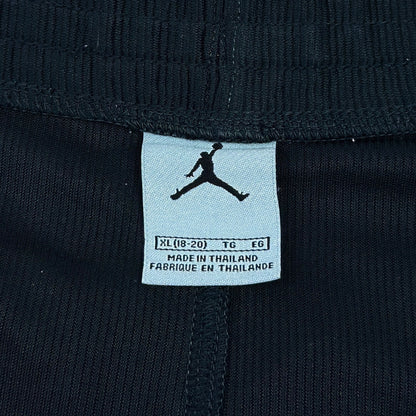 XL(18-20) TG EG
MADE IN THAILAND
FABRIQUE EN THAILANDE